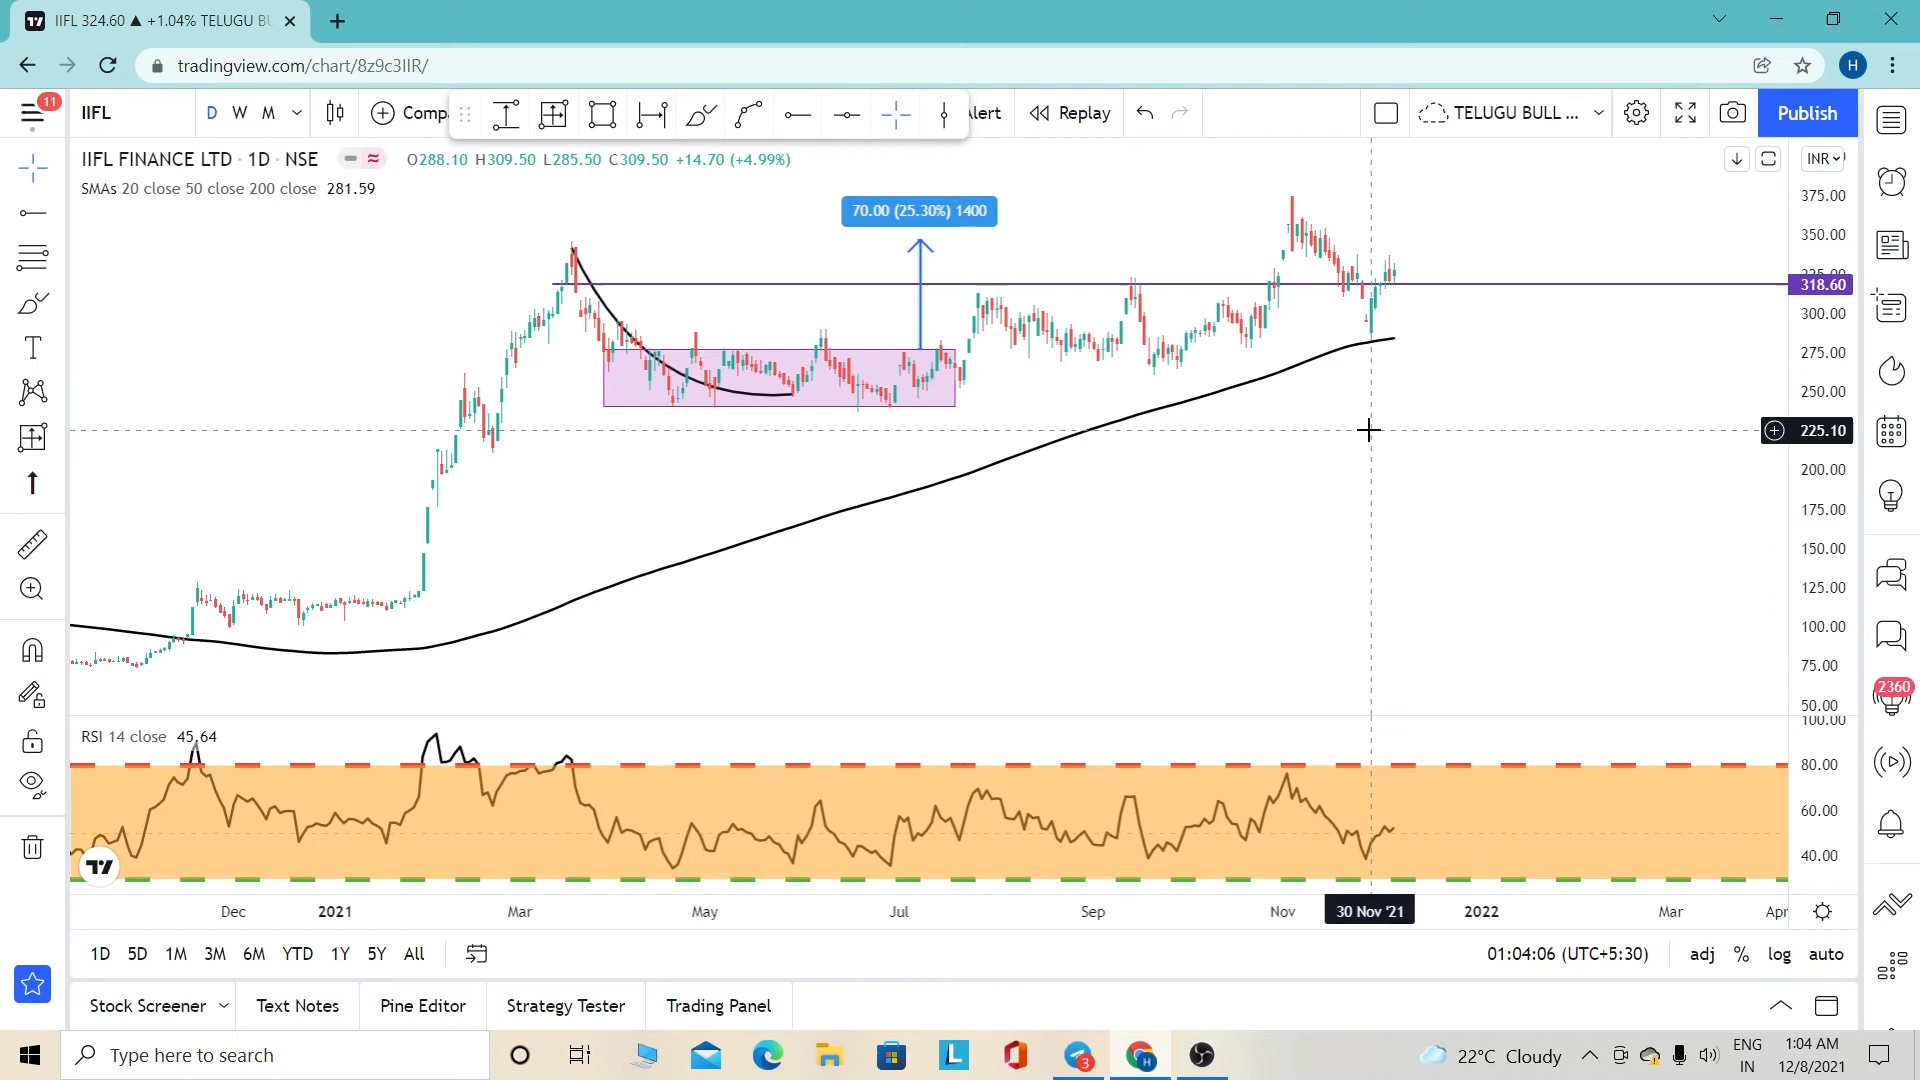 IIFL 324.60 ▲ +1.04% TELUGU BU
tradingview.com/chart/8z9c3IIR/
H
11
IIFL
D W M
Comp
Alert
Replay
TELUGU BULL ...
Publish
IIFL FINANCE LTD · 1D · NSE
O288.10 H309.50 L285.50 C309.50 +14.70 (+4.99%)
INR
SMAs 20 close 50 close 200 close 281.59
70.00 (25.30%) 1400
375.00
350.00
325.00
318.60
300.00
275.00
250.00
225.10
200.00
175.00
150.00
125.00
100.00
75.00
50.00
2360
RSI 14 close 45.64
100.00
80.00
60.00
40.00
Dec 2021 Mar May Jul Sep Nov 30 Nov '21 2022 Mar Apr
1D 5D 1M 3M 6M YTD 1Y 5Y All
01:04:06 (UTC+5:30) adj % log auto
Stock Screener Text Notes Pine Editor Strategy Tester Trading Panel
Type here to search
L
3
H
22°C Cloudy
ENG
IN
1:04 AM
12/8/2021